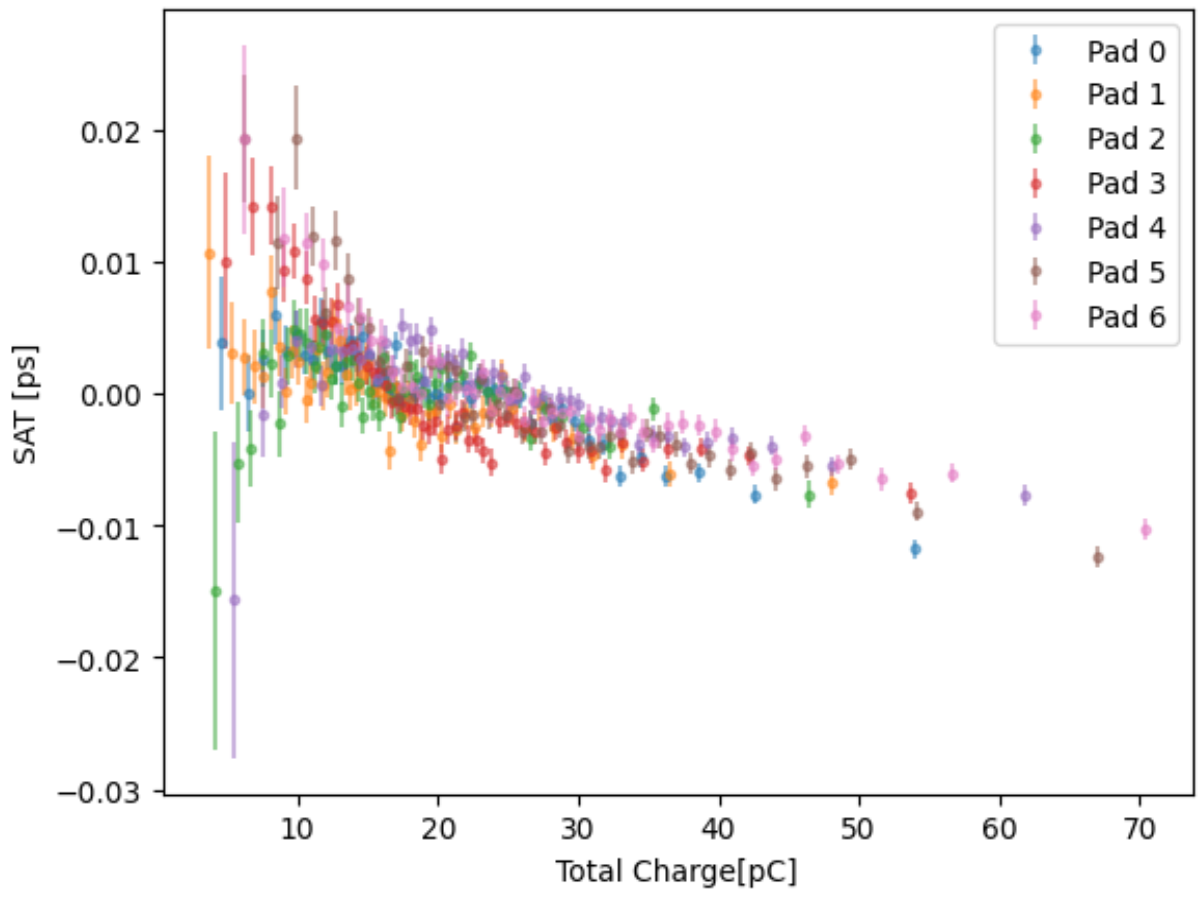 Pad 0
Pad 1
Pad 2
Pad 3
Pad 4
Pad 5
Pad 6
0.02
0.01
0.00
−0.01
−0.02
−0.03
SAT [ps]
10 20 30 40 50 60 70
Total Charge[pC]